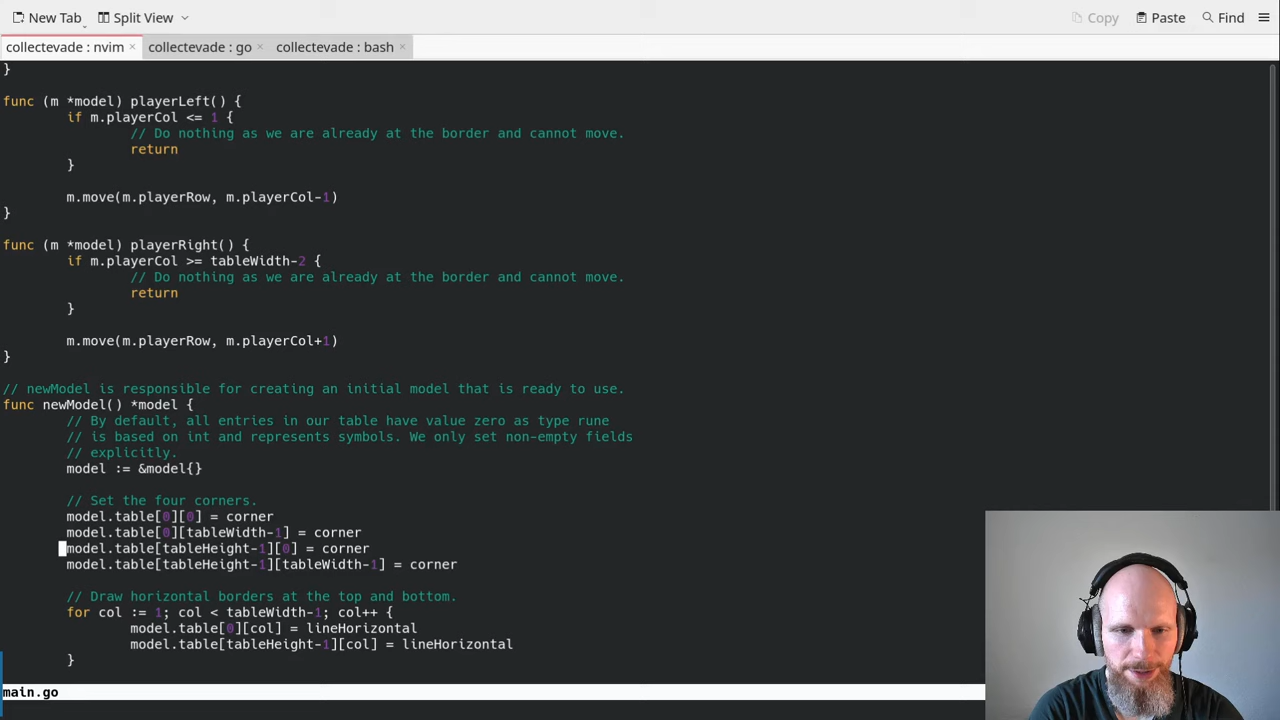 New Tab Split View Copy Paste Find
collectevade : nvim collectevade : go collectevade : bash
}
func (m *model) playerLeft() {
if m.playerCol <= 1 {
// Do nothing as we are already at the border and cannot move.
return
}
m.move(m.playerRow, m.playerCol-1)
}
func (m *model) playerRight() {
if m.playerCol >= tableWidth-2 {
// Do nothing as we are already at the border and cannot move.
return
}
m.move(m.playerRow, m.playerCol+1)
}
// newModel is responsible for creating an initial model that is ready to use.
func newModel() *model {
// By default, all entries in our table have value zero as type rune
// is based on int and represents symbols. We only set non-empty fields
// explicitly.
model := &model{}
// Set the four corners.
model.table[0][0] = corner
model.table[0][tableWidth-1] = corner
model.table[tableHeight-1][0] = corner
model.table[tableHeight-1][tableWidth-1] = corner
// Draw horizontal borders at the top and bottom.
for col := 1; col < tableWidth-1; col++ {
model.table[0][col] = lineHorizontal
model.table[tableHeight-1][col] = lineHorizontal
}
main.go